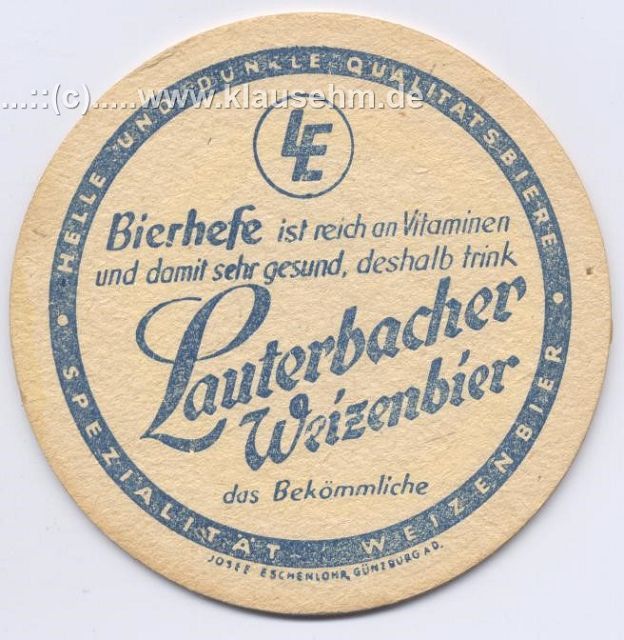 HELLE UND DUNKLE QUALITÄTSBIERE
...::(c).....www.klausehm.de
LE
Bierhefe ist reich an Vitaminen
und damit sehr gesund, deshalb trink
Lauterbacher
Weizenbier
das Bekömmliche
SPEZIALITÄT WEIZENBIER
JOSEF ESCHENLOHR, GÜNZBURG A.D.